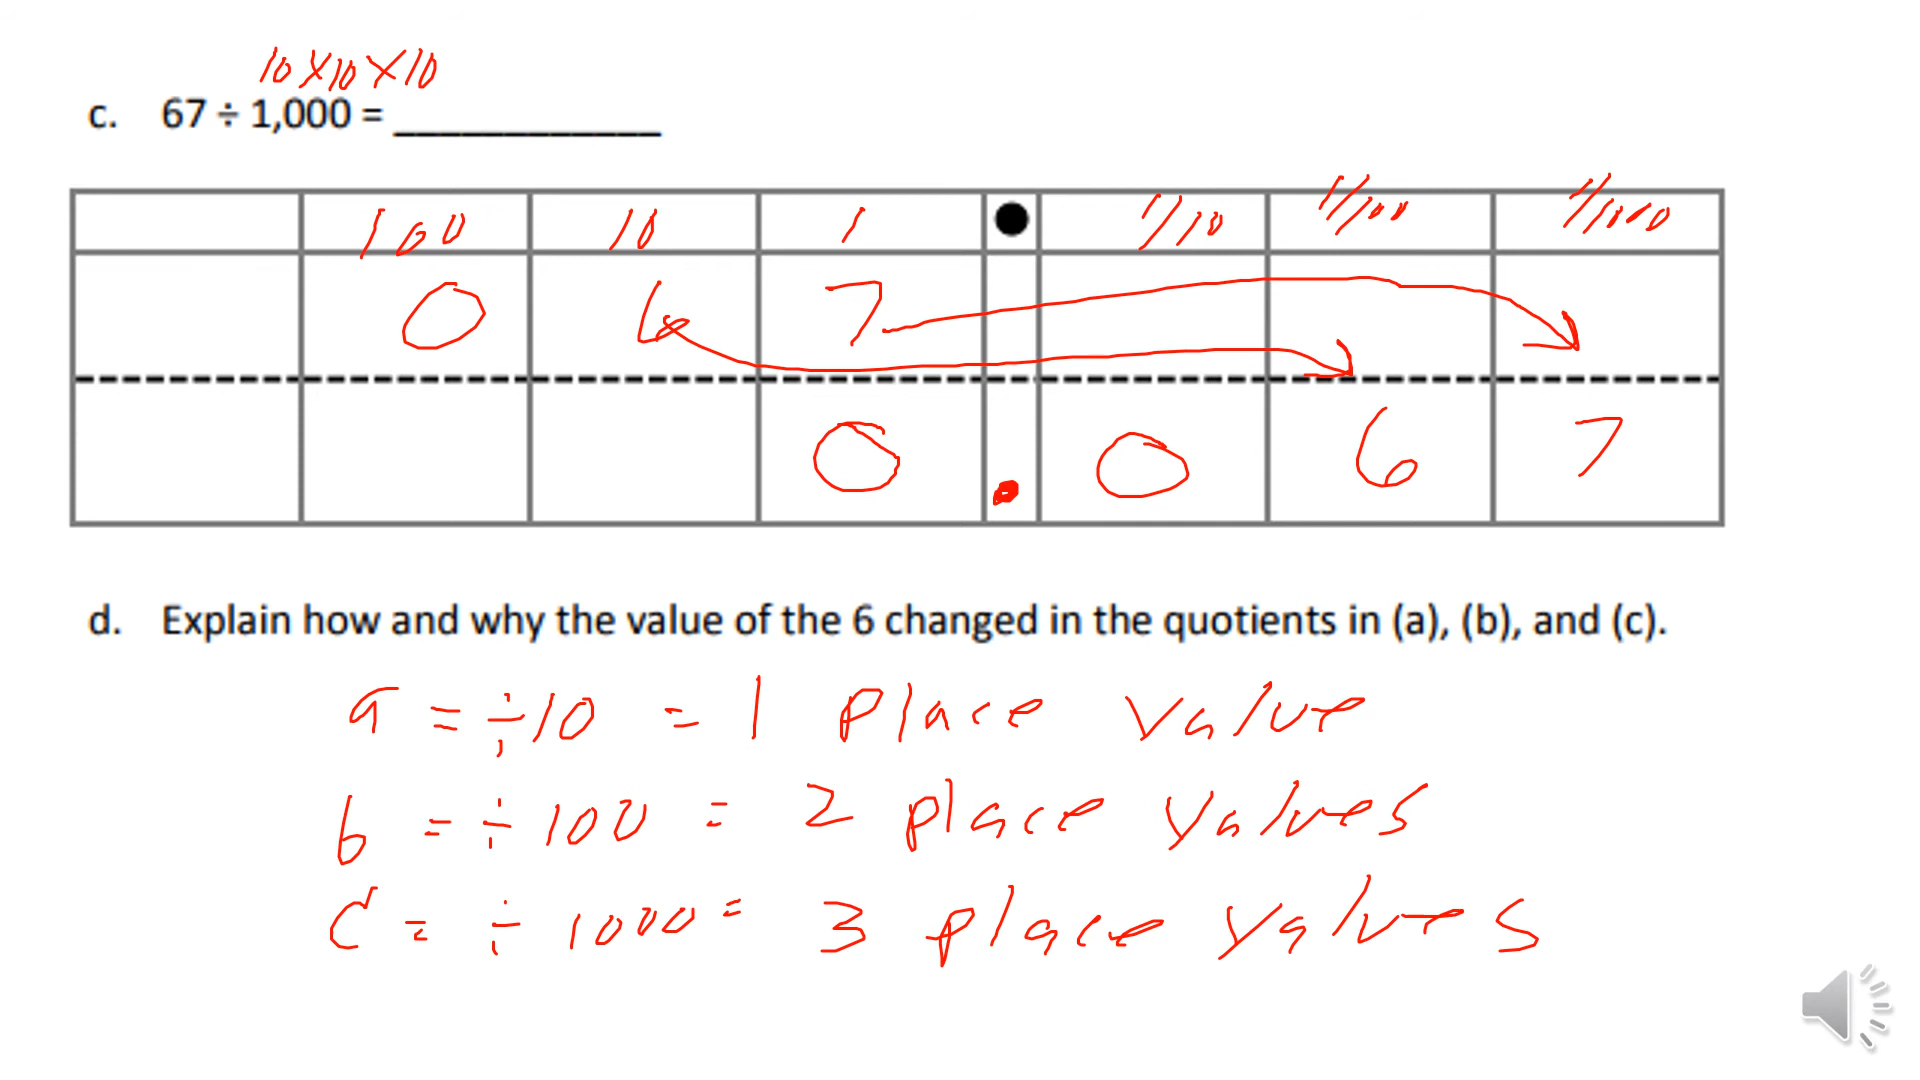 10 × 10 × 10
c. 67 ÷ 1,000 = ____________
100 10 1 ● 1/10 1/100 1/1000
0 6 7
0 . 0 6 7
d. Explain how and why the value of the 6 changed in the quotients in (a), (b), and (c).
a = ÷10 = 1 place value
b = ÷ 100 = 2 place values
c = ÷ 1000 = 3 place values